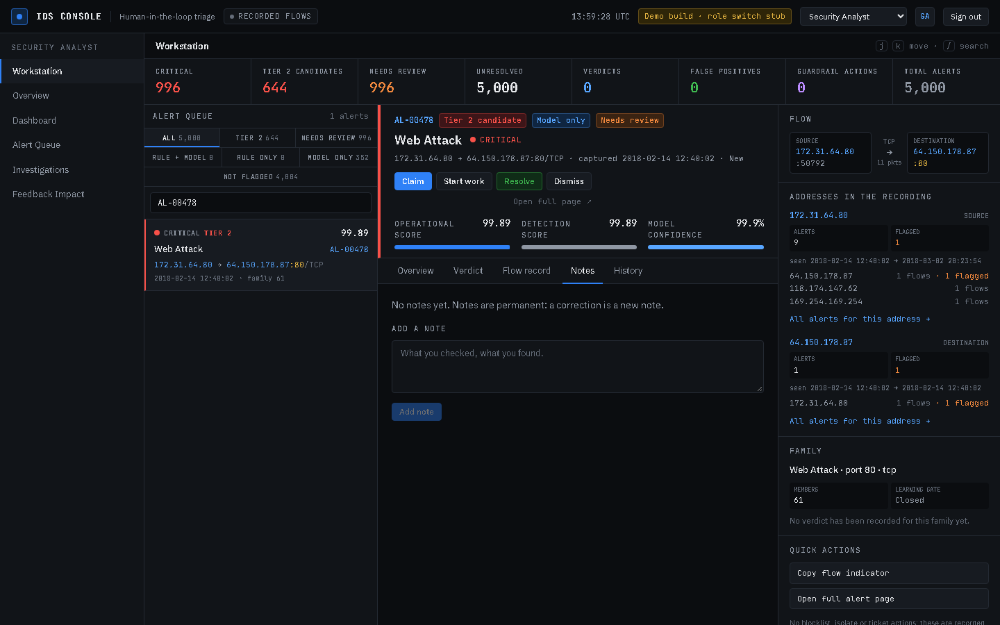 IDS CONSOLE
Human-in-the-loop triage
RECORDED FLOWS
13:59:28 UTC
Demo build · role switch stub
Security Analyst
GA
Sign out
SECURITY ANALYST
Workstation
Overview
Dashboard
Alert Queue
Investigations
Feedback Impact
Workstation
j k move · / search
CRITICAL
996
TIER 2 CANDIDATES
644
NEEDS REVIEW
996
UNRESOLVED
5,000
VERDICTS
0
FALSE POSITIVES
0
GUARDRAIL ACTIONS
0
TOTAL ALERTS
5,000
ALERT QUEUE
1 alerts
ALL 5,000
TIER 2 644
NEEDS REVIEW 996
RULE + MODEL 0
RULE ONLY 0
MODEL ONLY 352
NOT FLAGGED 4,004
AL-00478
CRITICAL TIER 2
99.89
Web Attack
AL-00478
172.31.64.80 → 64.150.178.87:80/TCP
2018-02-14 12:40:02 · family 61
AL-00478
Tier 2 candidate
Model only
Needs review
Web Attack
CRITICAL
172.31.64.80 → 64.150.178.87:80/TCP · captured 2018-02-14 12:40:02 · New
Claim
Start work
Resolve
Dismiss
Open full page ↗
OPERATIONAL SCORE
99.89
DETECTION SCORE
99.89
MODEL CONFIDENCE
99.9%
Overview
Verdict
Flow record
Notes
History
No notes yet. Notes are permanent: a correction is a new note.
ADD A NOTE
What you checked, what you found.
Add note
FLOW
SOURCE
172.31.64.80
:50792
TCP
→
11 pkts
DESTINATION
64.150.178.87
:80
ADDRESSES IN THE RECORDING
172.31.64.80
SOURCE
ALERTS
9
FLAGGED
1
seen 2018-02-14 12:40:02 → 2018-03-02 20:23:54
64.150.178.87
1 flows · 1 flagged
118.174.147.62
1 flows
169.254.169.254
1 flows
All alerts for this address →
64.150.178.87
DESTINATION
ALERTS
1
FLAGGED
1
seen 2018-02-14 12:40:02 → 2018-02-14 12:40:02
172.31.64.80
1 flows · 1 flagged
All alerts for this address →
FAMILY
Web Attack · port 80 · tcp
MEMBERS
61
LEARNING GATE
Closed
No verdict has been recorded for this family yet.
QUICK ACTIONS
Copy flow indicator
Open full alert page
No blocklist, isolate or ticket actions: these are recorded